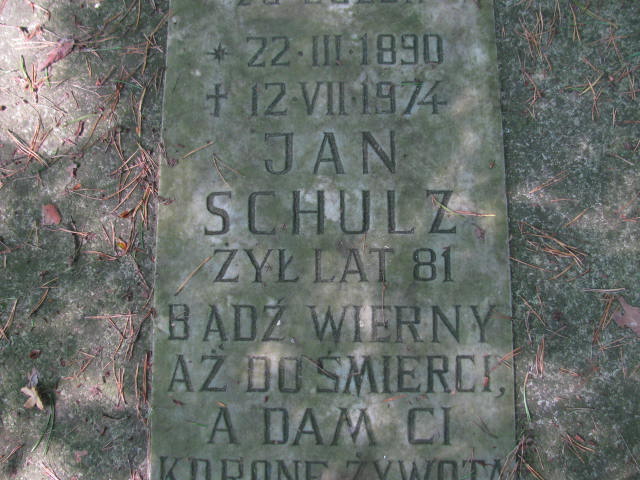 * 22·III·1890
† 12·VII·1974
JAN
SCHULZ
ŻYŁ LAT 81
BĄDŹ WIERNY
AŻ DO ŚMIERCI,
A DAM CI
KORONĘ ŻYWOTA